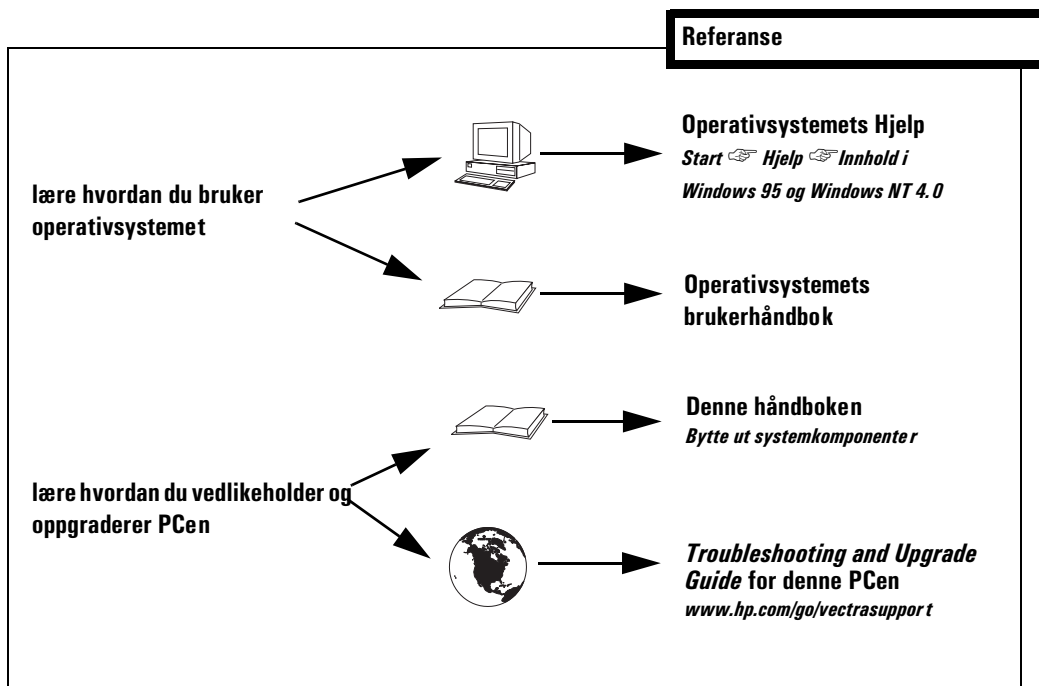 Referanse
lære hvordan du bruker
operativsystemet
Operativsystemets Hjelp
Start ☞ Hjelp ☞ Innhold i
Windows 95 og Windows NT 4.0
Operativsystemets
brukerhåndbok
lære hvordan du vedlikeholder og
oppgraderer PCen
Denne håndboken
Bytte ut systemkomponenter
Troubleshooting and Upgrade
Guide for denne PCen
www.hp.com/go/vectrasupport